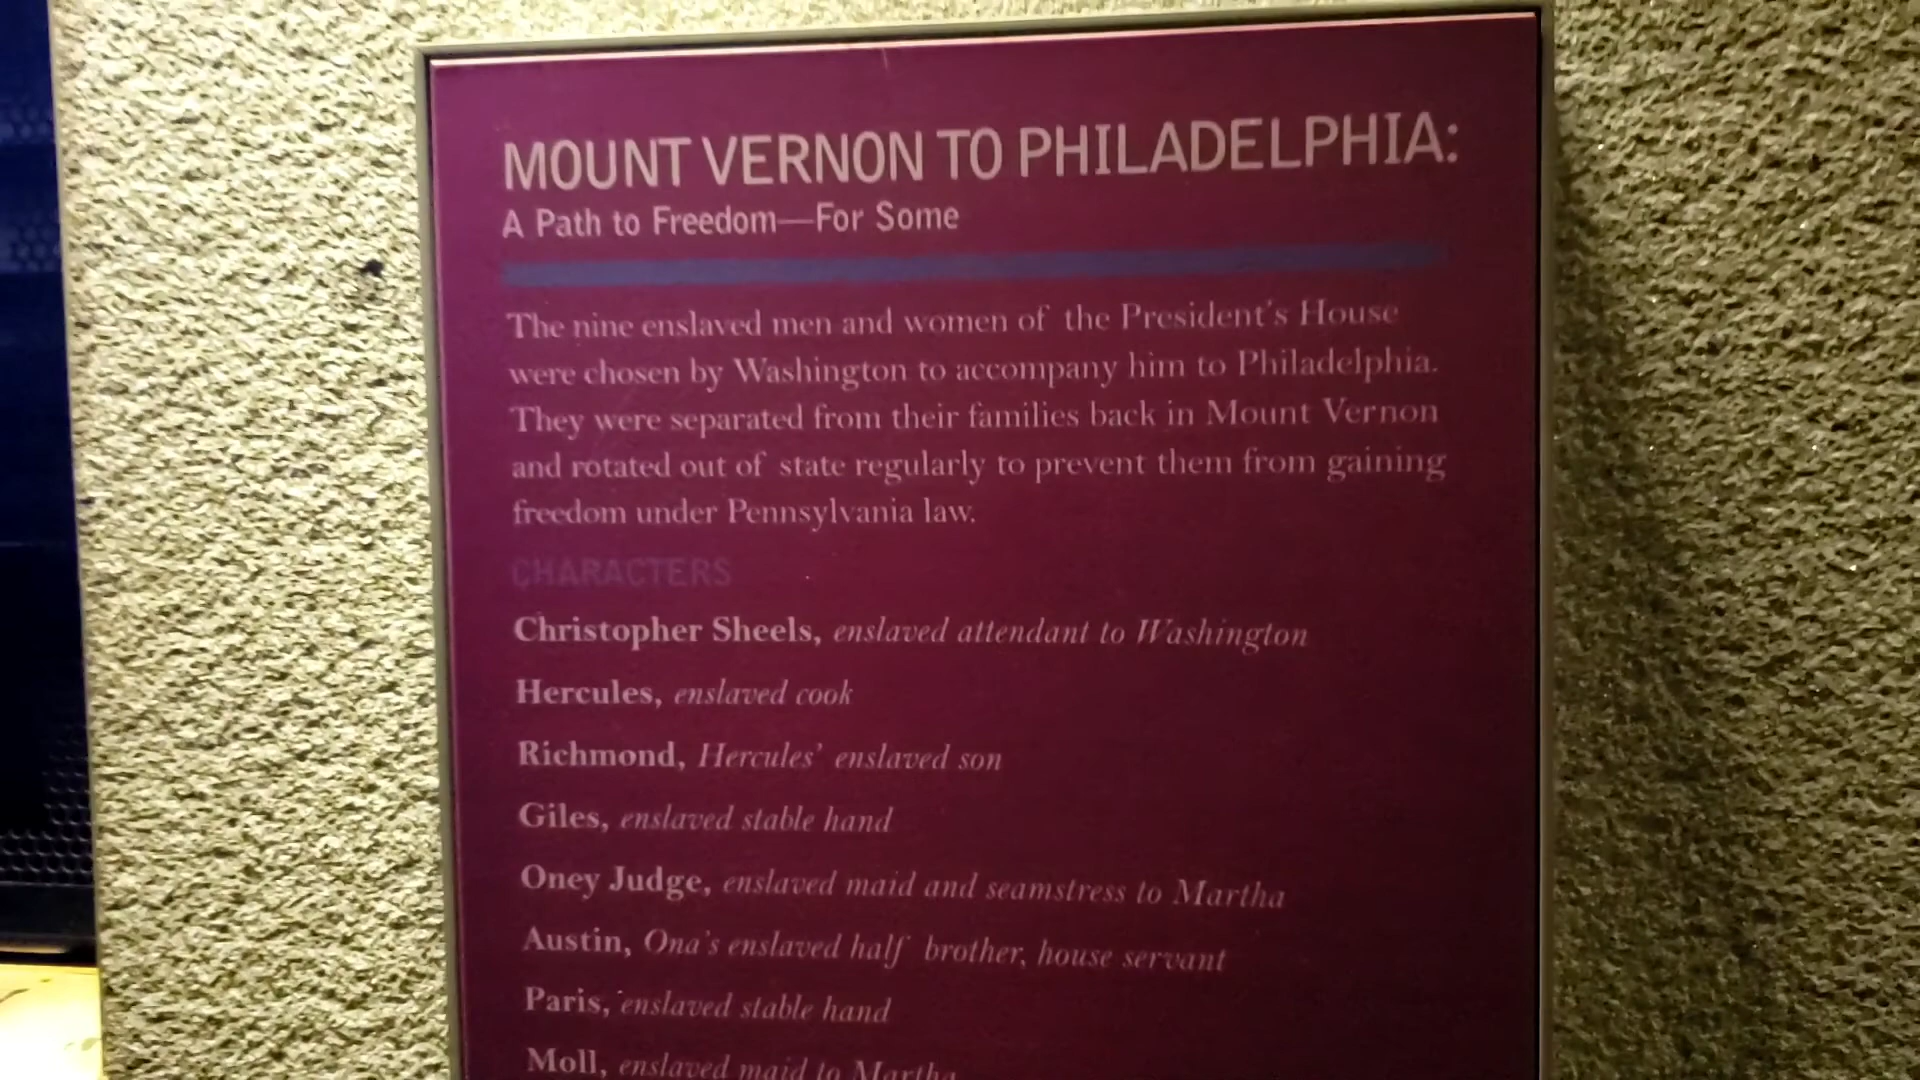 MOUNT VERNON TO PHILADELPHIA:
A Path to Freedom—For Some
The nine enslaved men and women of the President's House
were chosen by Washington to accompany him to Philadelphia.
They were separated from their families back in Mount Vernon
and rotated out of state regularly to prevent them from gaining
freedom under Pennsylvania law.
CHARACTERS
Christopher Sheels, enslaved attendant to Washington
Hercules, enslaved cook
Richmond, Hercules' enslaved son
Giles, enslaved stable hand
Oney Judge, enslaved maid and seamstress to Martha
Austin, Ona's enslaved half brother, house servant
Paris, enslaved stable hand
Moll, enslaved maid to Martha